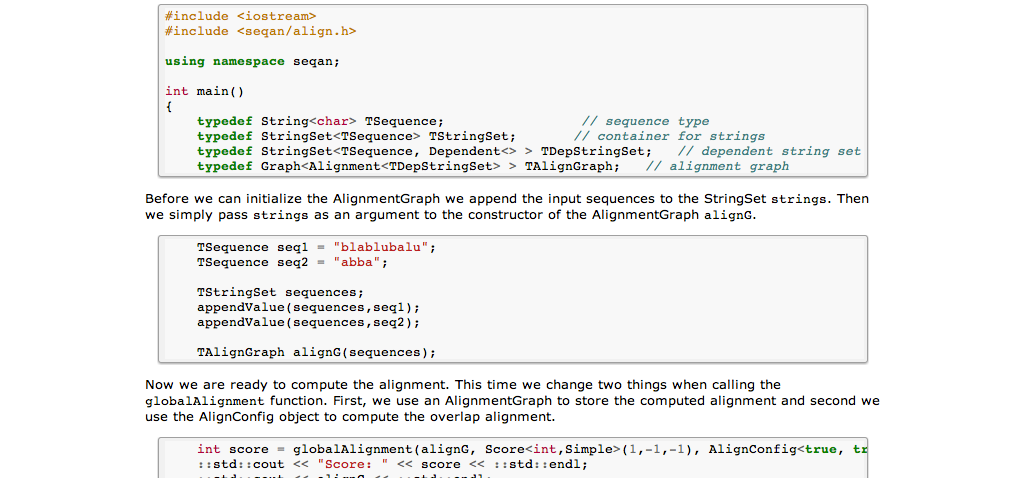 #include <iostream>
#include <seqan/align.h>
using namespace seqan;
int main()
{
typedef String<char> TSequence; // sequence type
typedef StringSet<TSequence> TStringSet; // container for strings
typedef StringSet<TSequence, Dependent<> > TDepStringSet; // dependent string set
typedef Graph<Alignment<TDepStringSet> > TAlignGraph; // alignment graph
Before we can initialize the AlignmentGraph we append the input sequences to the StringSet strings. Then
we simply pass strings as an argument to the constructor of the AlignmentGraph alignG.
TSequence seq1 = "blablubalu";
TSequence seq2 = "abba";
TStringSet sequences;
appendValue(sequences,seq1);
appendValue(sequences,seq2);
TAlignGraph alignG(sequences);
Now we are ready to compute the alignment. This time we change two things when calling the
globalAlignment function. First, we use an AlignmentGraph to store the computed alignment and second we
use the AlignConfig object to compute the overlap alignment.
int score = globalAlignment(alignG, Score<int,Simple>(1,-1,-1), AlignConfig<true, tr
::std::cout << "Score: " << score << ::std::endl;